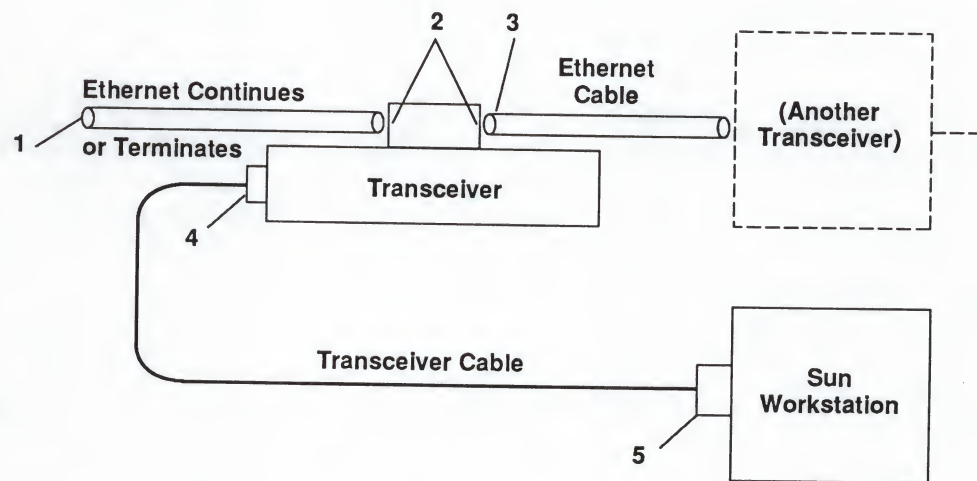 2
3
Ethernet Continues
Ethernet
Cable
(Another
Transceiver)
1
or Terminates
Transceiver
4
Transceiver Cable
Sun
Workstation
5